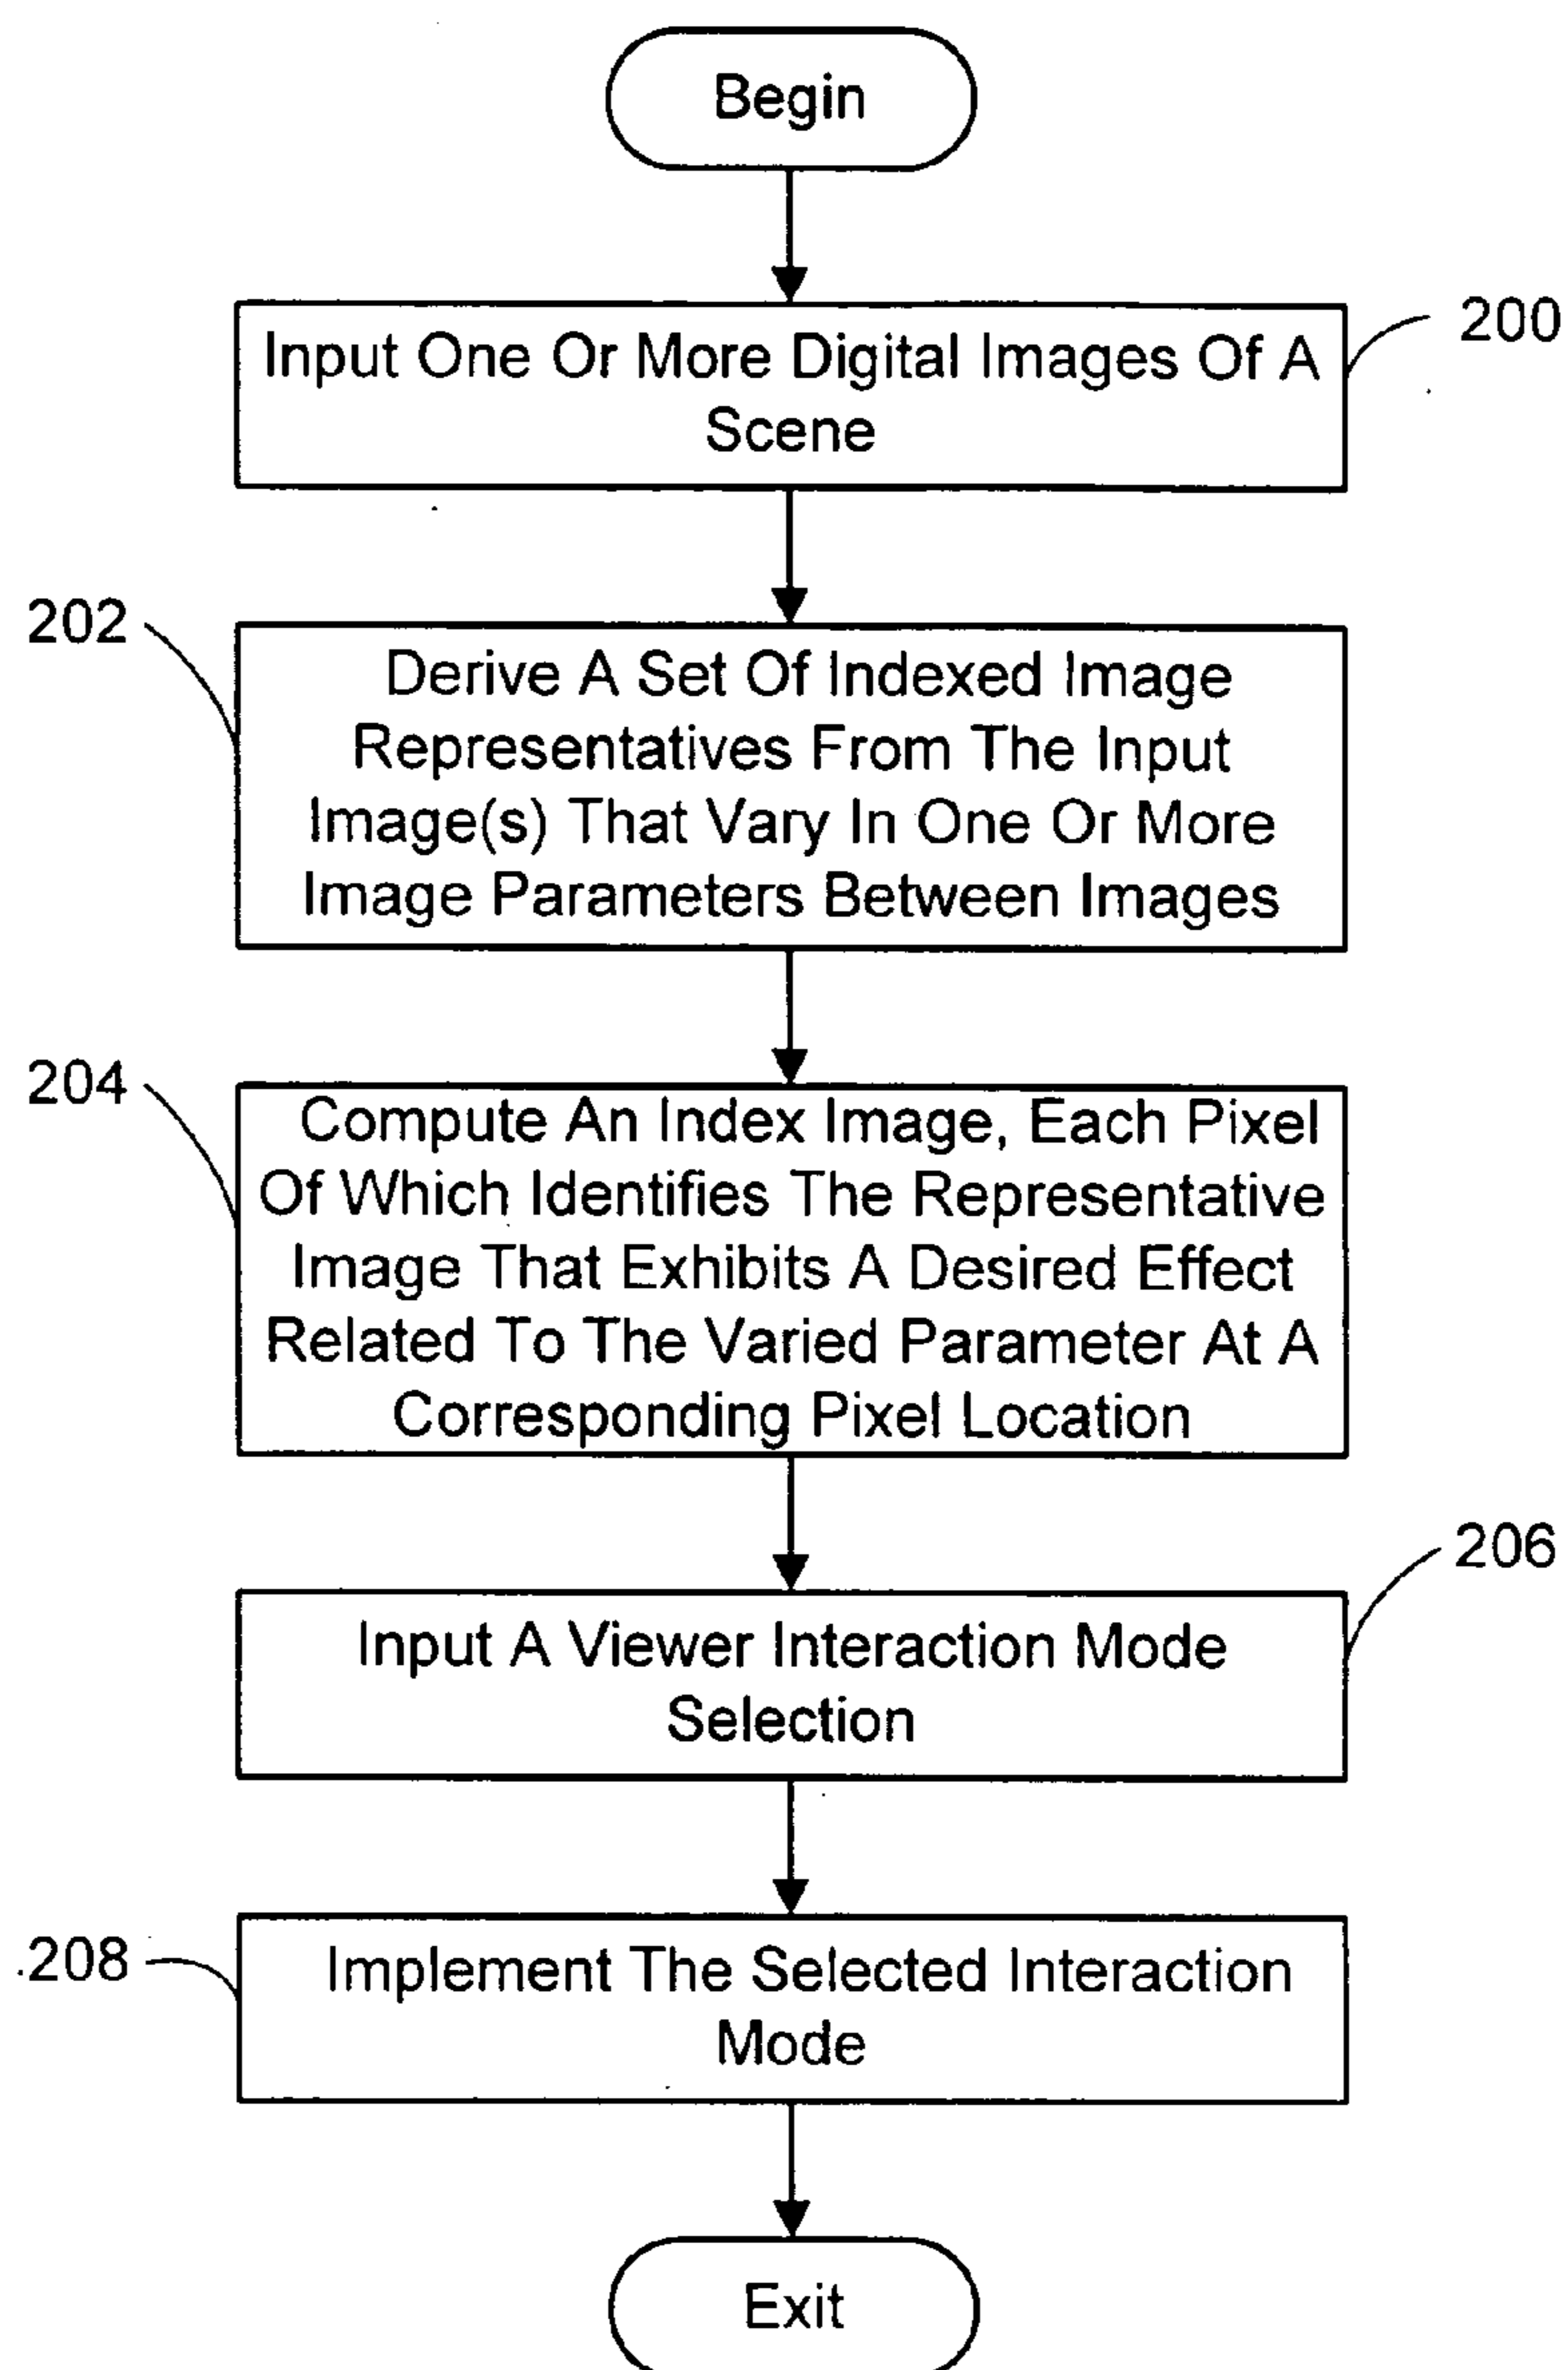 Begin
Input One Or More Digital Images Of A
Scene
200
202
Derive A Set Of Indexed Image
Representatives From The Input
Image(s) That Vary In One Or More
Image Parameters Between Images
204
Compute An Index Image, Each Pixel
Of Which Identifies The Representative
Image That Exhibits A Desired Effect
Related To The Varied Parameter At A
Corresponding Pixel Location
206
Input A Viewer Interaction Mode
Selection
208
Implement The Selected Interaction
Mode
Exit